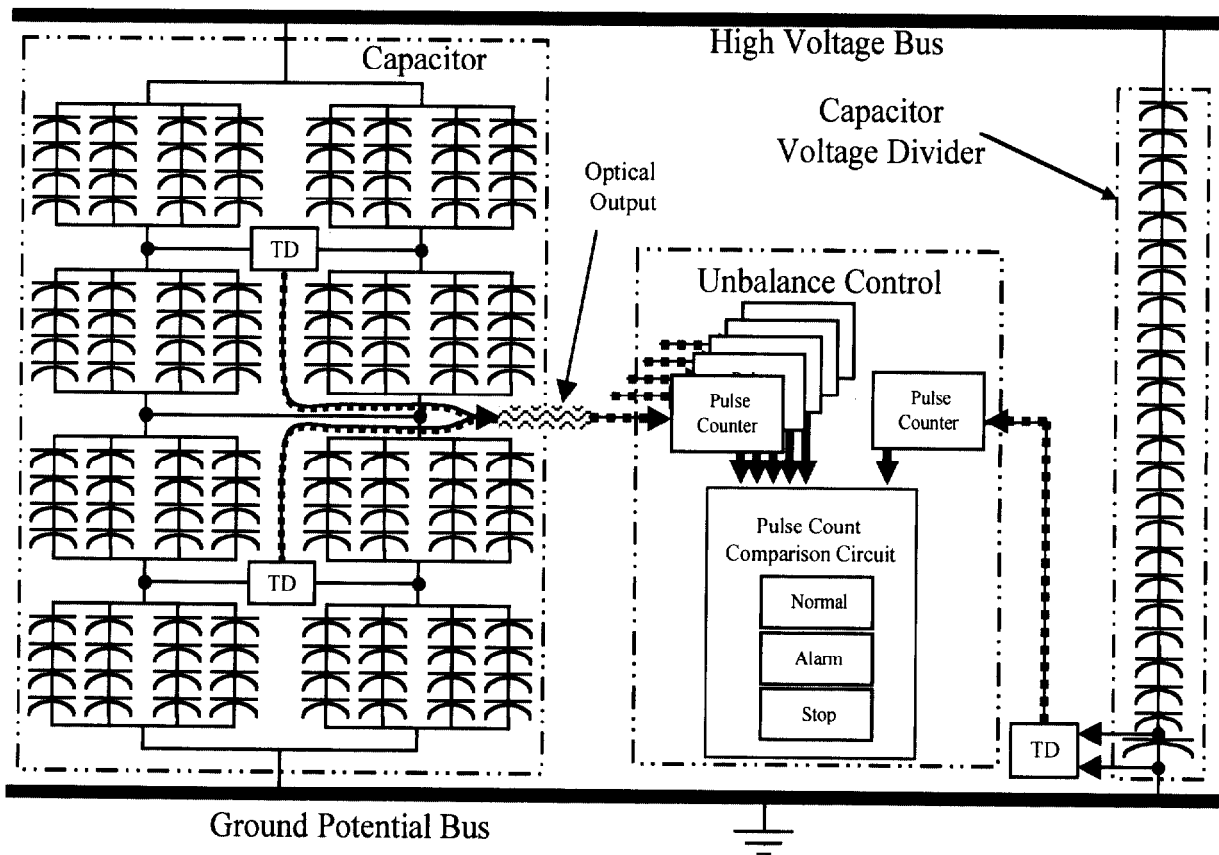 High Voltage Bus
Capacitor
Capacitor
Voltage Divider
Optical
Output
TD
Unbalance Control
Pulse
Counter
Pulse
Counter
Pulse Count
Comparison Circuit
TD
Normal
Alarm
Stop
TD
Ground Potential Bus